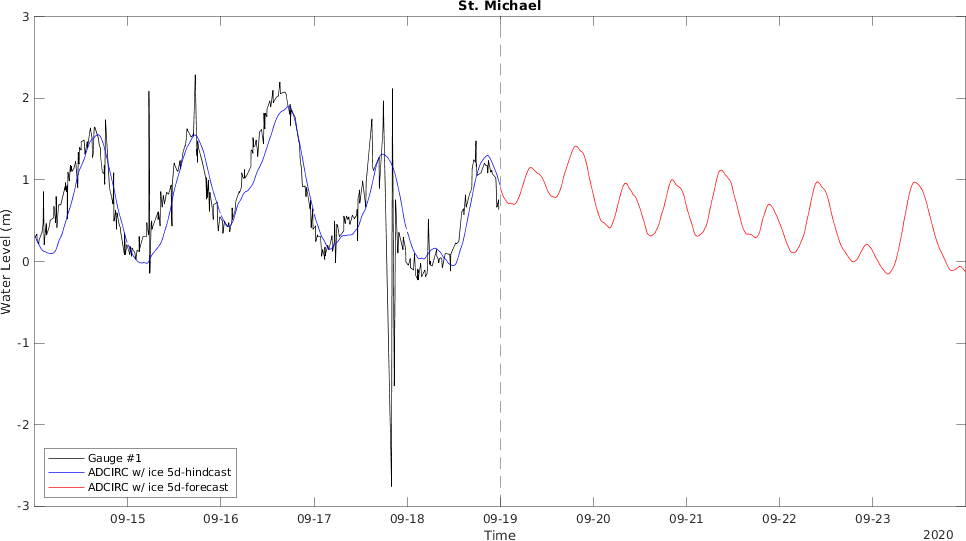 St. Michael
3
2
1
0
-1
-2
-3
Water Level (m)
Gauge #1
ADCIRC w/ ice 5d-hindcast
ADCIRC w/ ice 5d-forecast
09-15 09-16 09-17 09-18 09-19 09-20 09-21 09-22 09-23
Time
2020